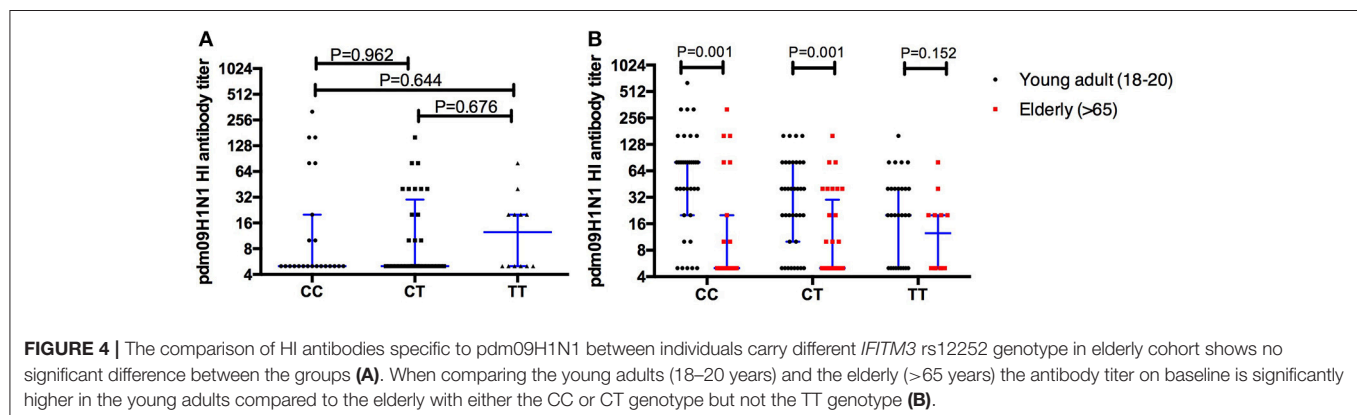 A
P=0.962
P=0.644
P=0.676
pdm09H1N1 HI antibody titer
1024
512
256
128
64
32
16
8
4
CC CT TT
B
P=0.001 P=0.001 P=0.152
pdm09H1N1 HI antibody titer
1024
512
256
128
64
32
16
8
4
CC CT TT
Young adult (18-20)
Elderly (>65)
FIGURE 4 | The comparison of HI antibodies specific to pdm09H1N1 between individuals carry different IFITM3 rs12252 genotype in elderly cohort shows no
significant difference between the groups (A). When comparing the young adults (18–20 years) and the elderly (>65 years) the antibody titer on baseline is significantly
higher in the young adults compared to the elderly with either the CC or CT genotype but not the TT genotype (B).